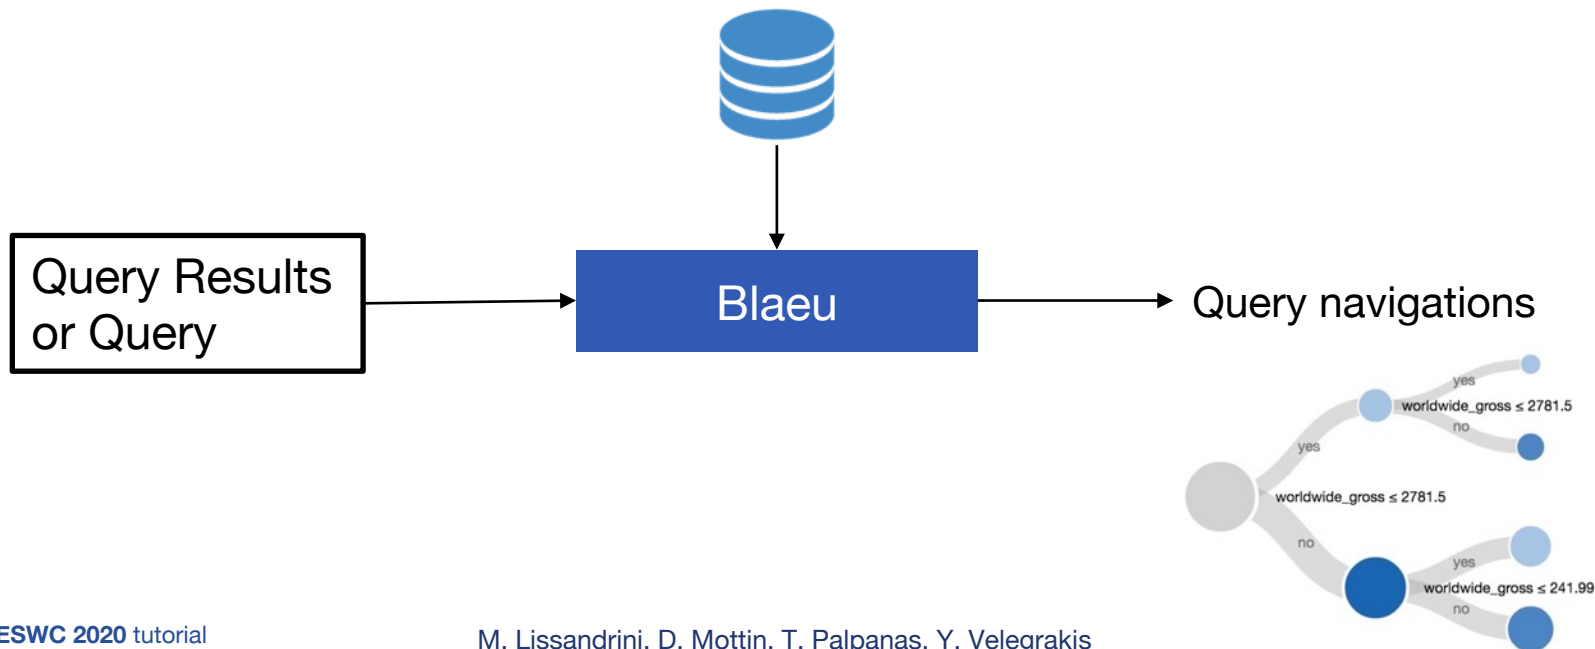 Query Results
or Query
Blaeu
Query navigations
yes
worldwide_gross ≤ 2781.5
no
yes
worldwide_gross ≤ 2781.5
no
yes
worldwide_gross ≤ 241.99
no
ESWC 2020 tutorial
M. Lissandrini, D. Mottin, T. Palpanas, Y. Velegrakis